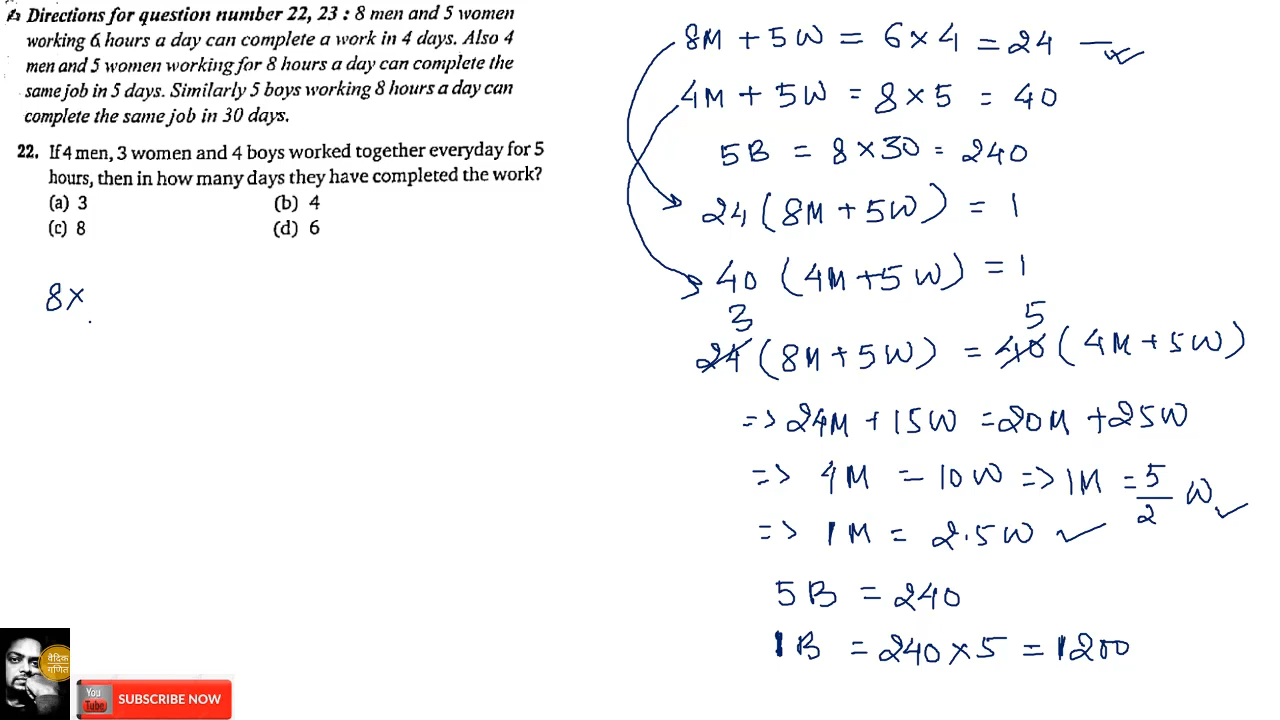 Directions for question number 22, 23 : 8 men and 5 women
working 6 hours a day can complete a work in 4 days. Also 4
men and 5 women working for 8 hours a day can complete the
same job in 5 days. Similarly 5 boys working 8 hours a day can
complete the same job in 30 days.
22. If 4 men, 3 women and 4 boys worked together everyday for 5
hours, then in how many days they have completed the work?
(a) 3 (b) 4
(c) 8 (d) 6
8×
8M + 5W = 6 × 4 = 24
4M + 5W = 8 × 5 = 40
5B = 8 × 30 = 240
24 (8M + 5W) = 1
40 (4M + 5W) = 1
3 5
24 (8M + 5W) = 40 (4M + 5W)
=> 24M + 15W = 20M + 25W
=> 4M = 10W => 1M = 5/2 W
=> 1M = 2.5W
5B = 240
1B = 240 × 5 = 1200
वैदिक
गणित
You
Tube
SUBSCRIBE NOW